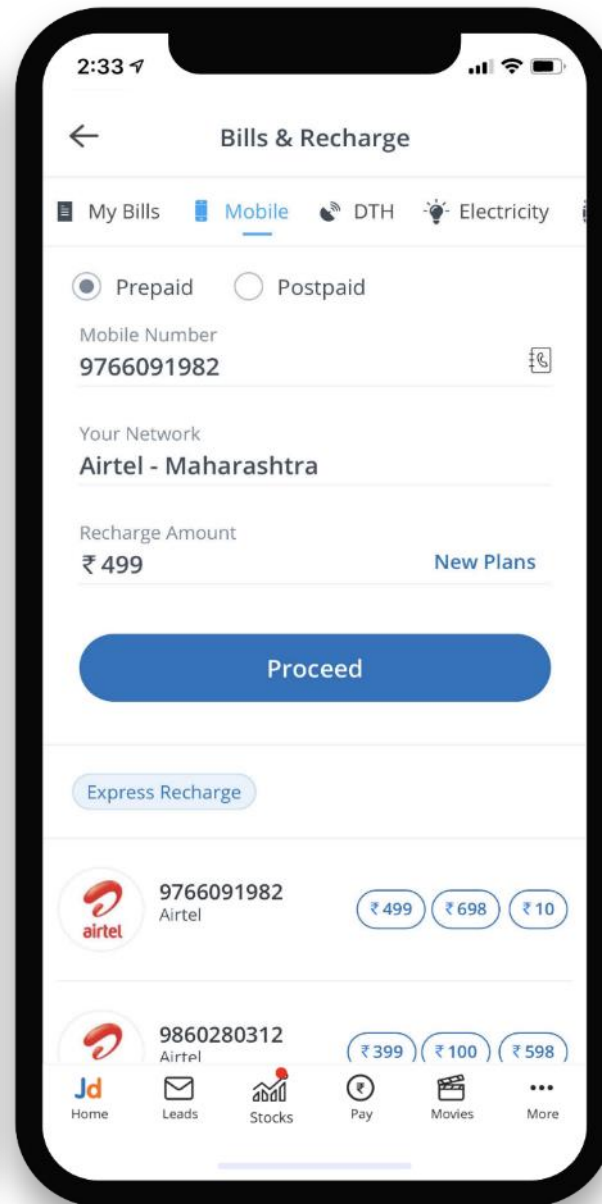 2:33
Bills & Recharge
My Bills Mobile DTH Electricity
Prepaid Postpaid
Mobile Number
9766091982
Your Network
Airtel - Maharashtra
Recharge Amount
₹ 499 New Plans
Proceed
Express Recharge
airtel
9766091982
Airtel
₹ 499 ₹ 698 ₹ 10
9860280312
Airtel
₹ 399 ₹ 100 ₹ 598
Jd
Home Leads Stocks Pay Movies More